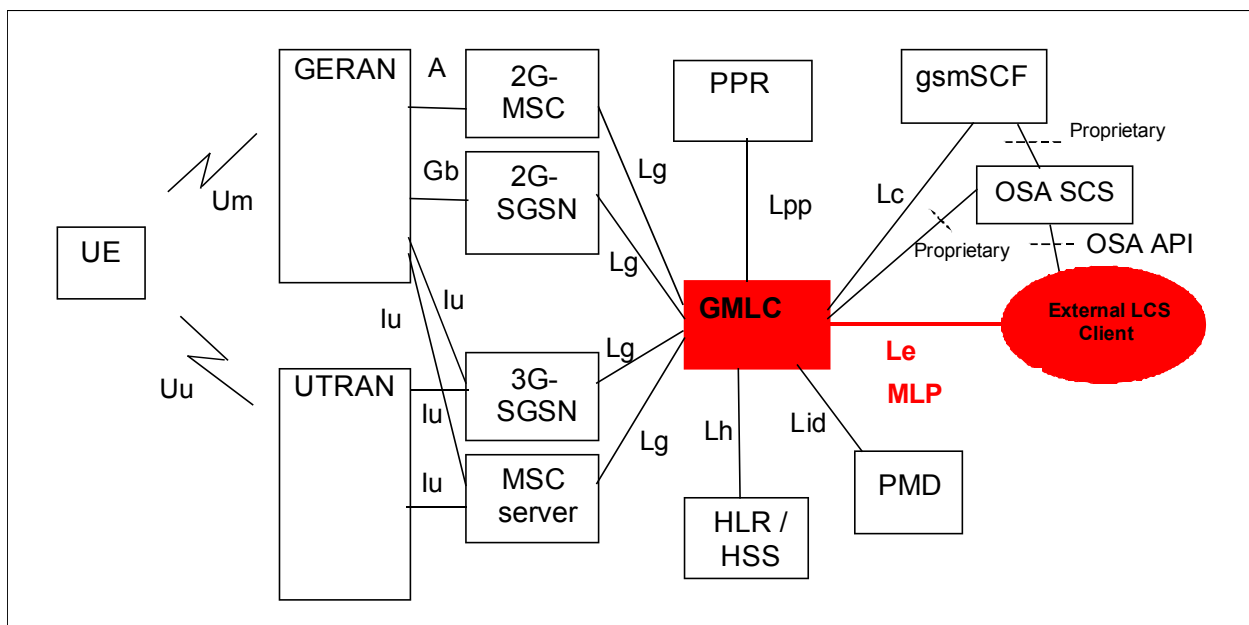 GERAN
A
2G-
MSC
PPR
gsmSCF
Proprietary
Gb
2G-
SGSN
Lg
Lpp
Lc
OSA SCS
Um
Proprietary
OSA API
UE
Lg
Iu
Iu
GMLC
External LCS
Client
Uu
UTRAN
Lg
3G-
SGSN
Le
MLP
Iu
Lg
Lh
Lid
Iu
MSC
server
PMD
HLR /
HSS